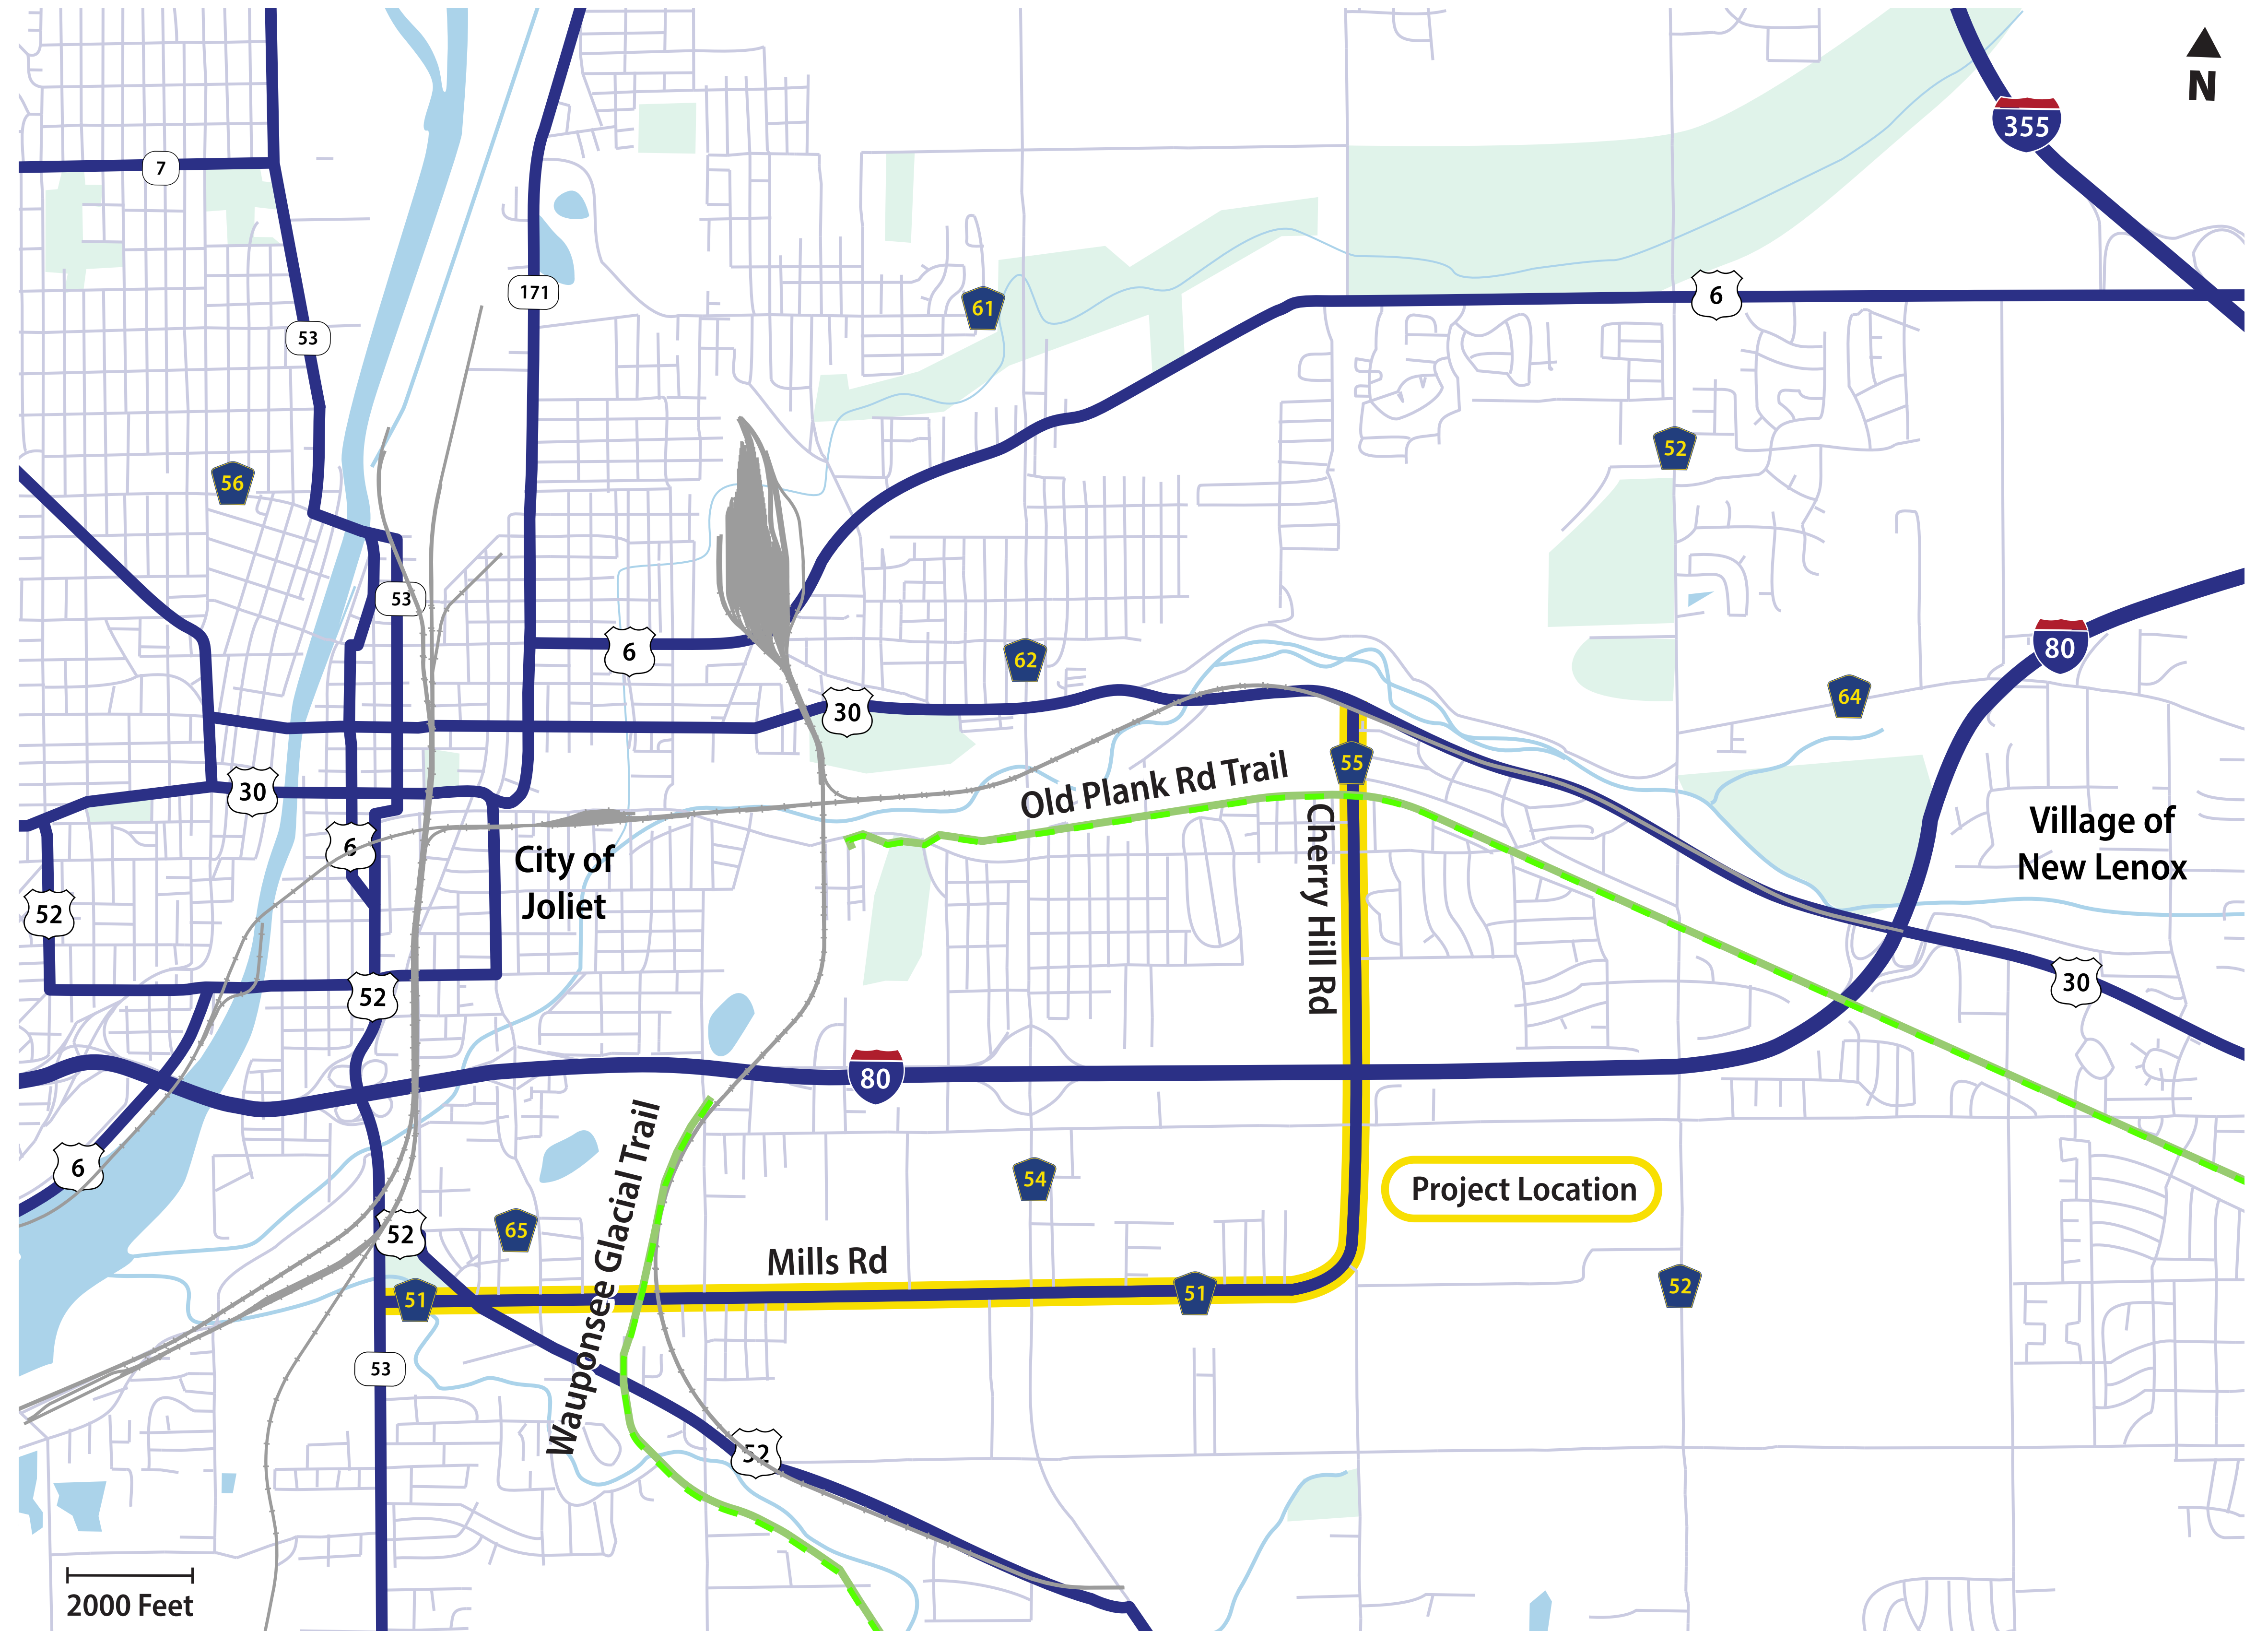 N
355
7
171
61
6
53
52
56
53
80
6
62
64
30
55
Old Plank Rd Trail
30
Village of
New Lenox
6
City of
Joliet
Cherry Hill Rd
52
30
52
80
6
54
Project Location
52
65
Wauponsee Glacial Trail
Mills Rd
51
51
52
53
52
2000 Feet